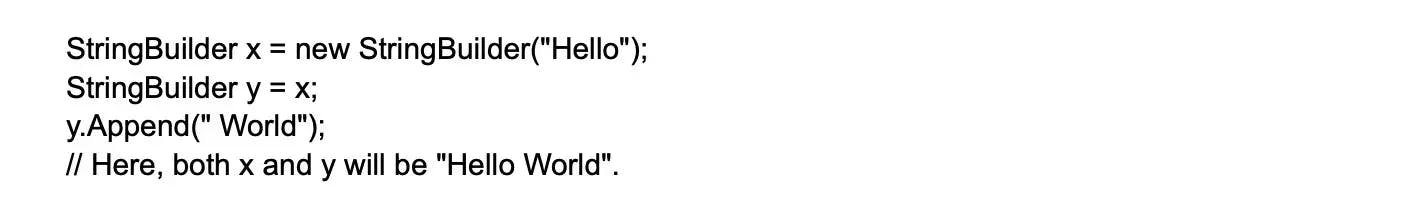 StringBuilder x = new StringBuilder("Hello");
StringBuilder y = x;
y.Append(" World");
// Here, both x and y will be "Hello World".